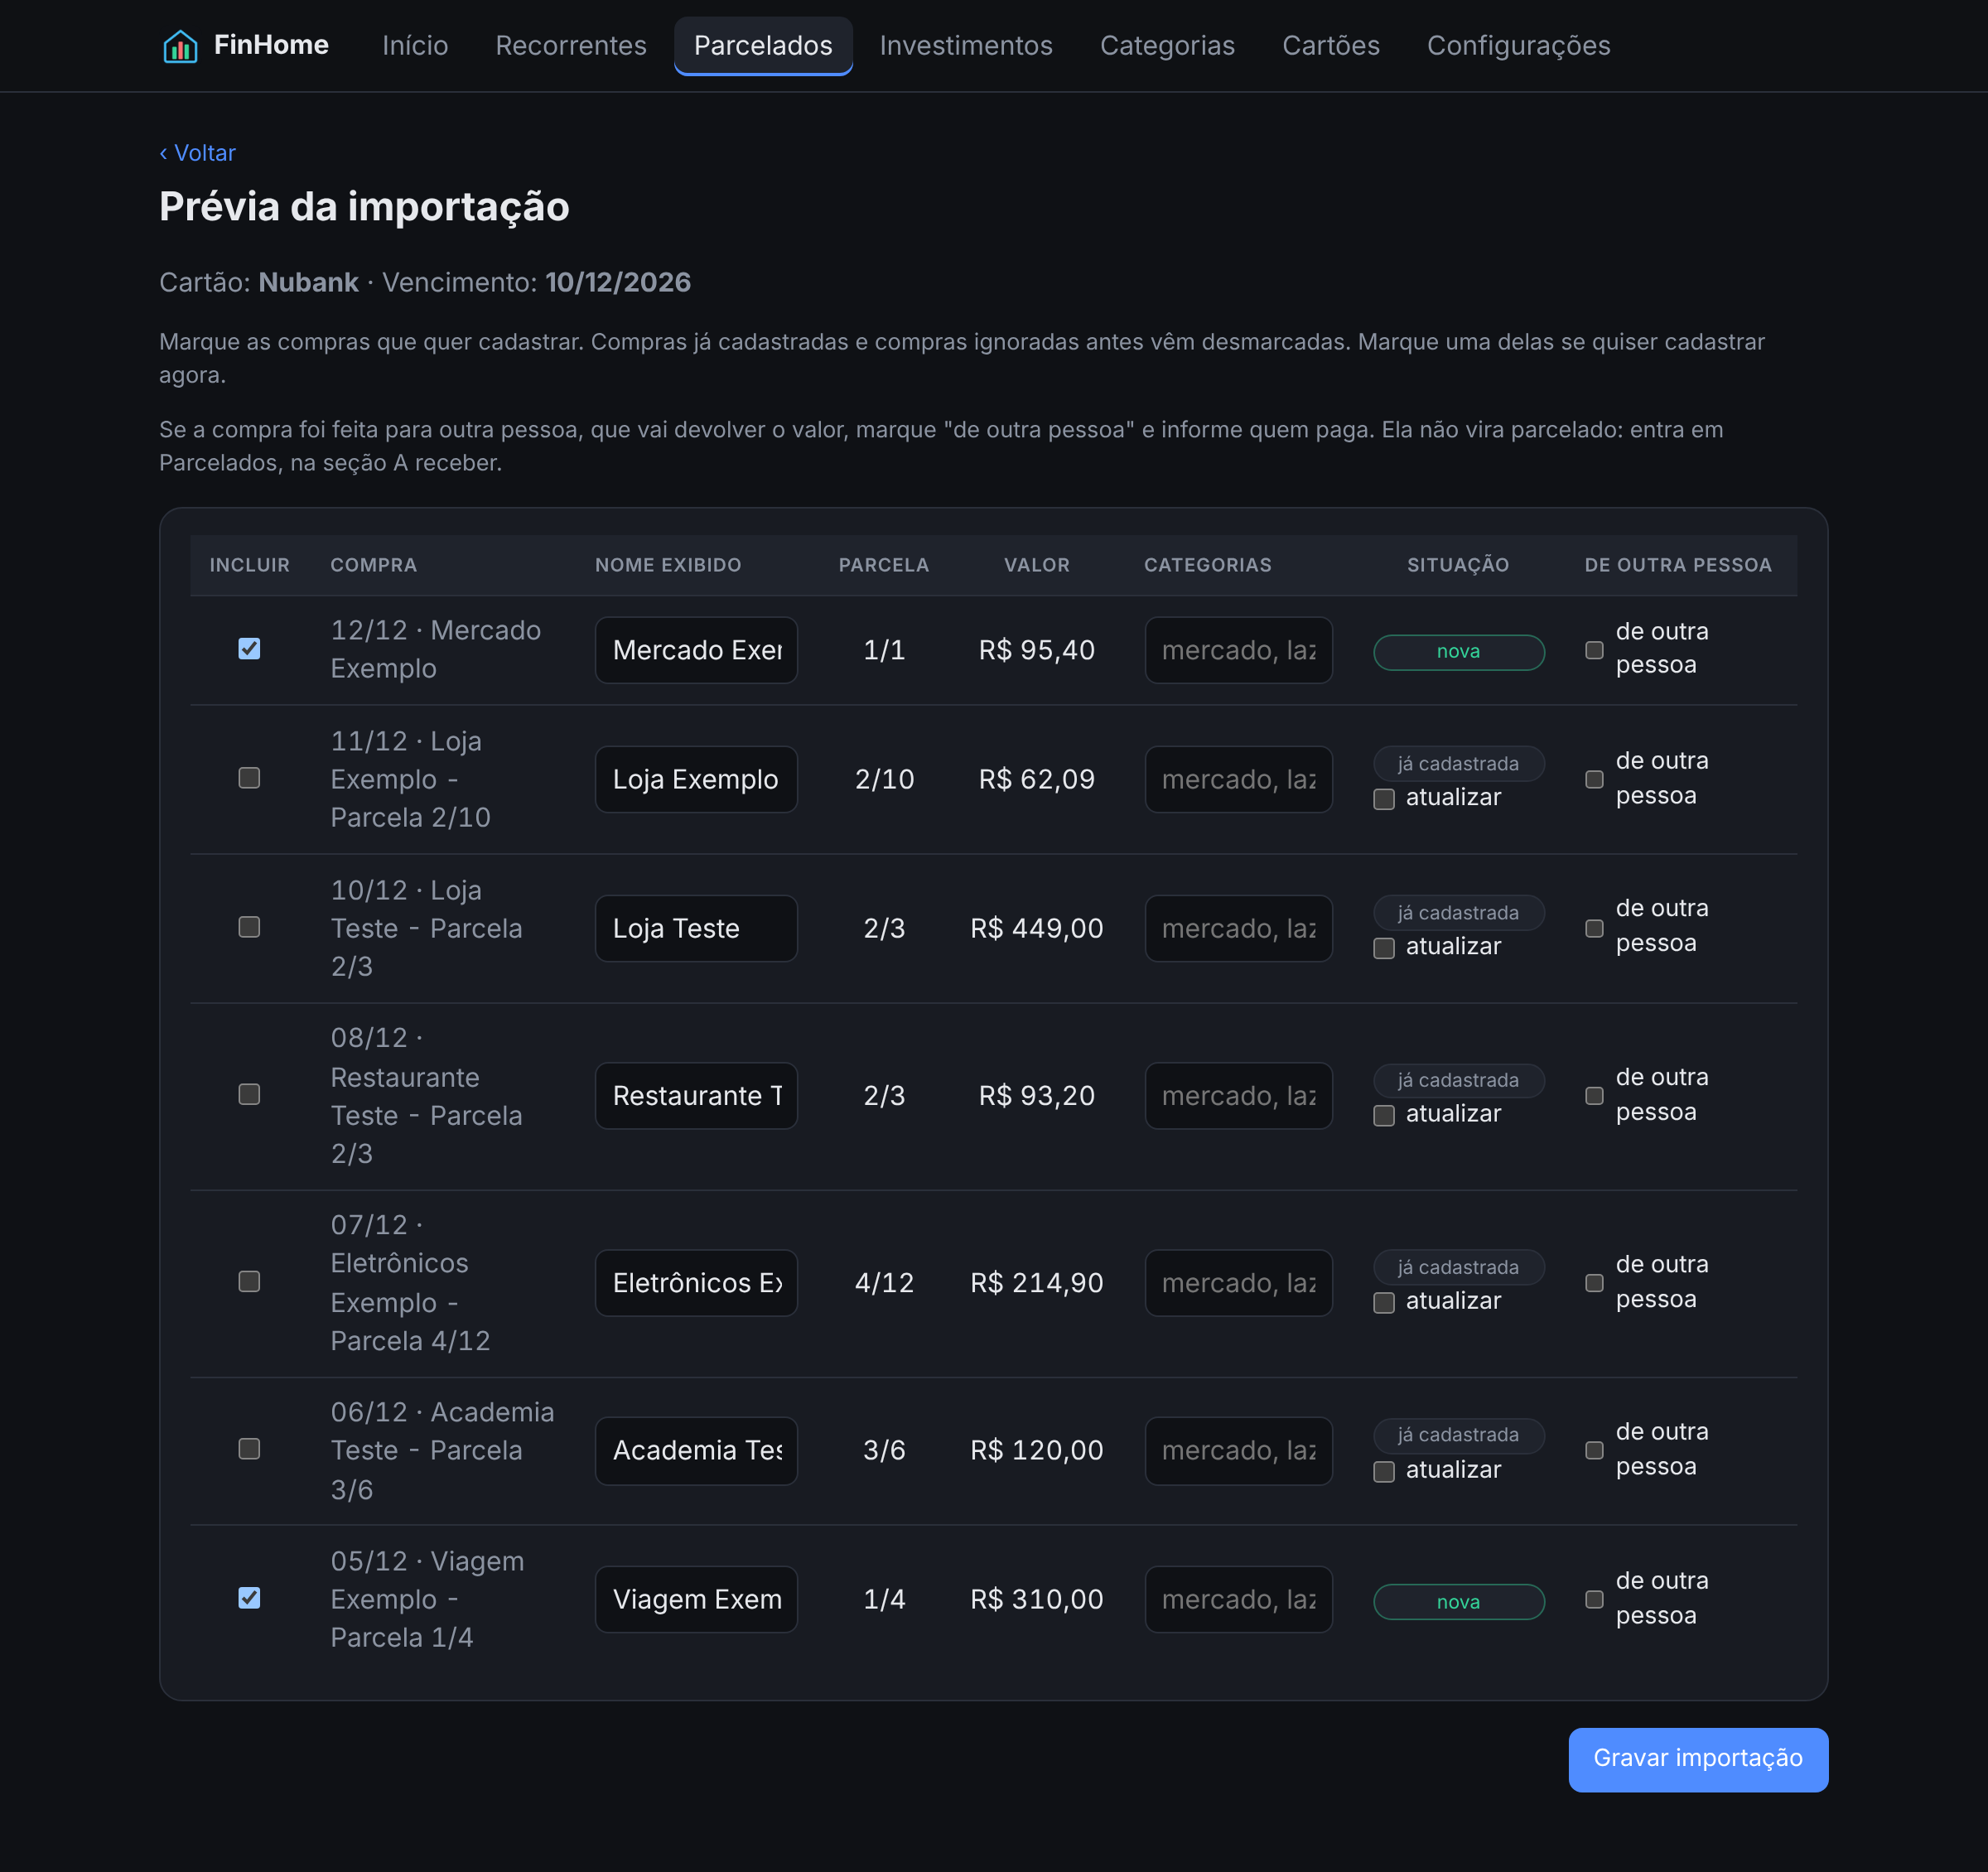 FinHome Início Recorrentes Parcelados Investimentos Categorias Cartões Configurações
‹ Voltar
Prévia da importação
Cartão: Nubank · Vencimento: 10/12/2026
Marque as compras que quer cadastrar. Compras já cadastradas e compras ignoradas antes vêm desmarcadas. Marque uma delas se quiser cadastrar
agora.
Se a compra foi feita para outra pessoa, que vai devolver o valor, marque "de outra pessoa" e informe quem paga. Ela não vira parcelado: entra em
Parcelados, na seção A receber.
INCLUIR COMPRA NOME EXIBIDO PARCELA VALOR CATEGORIAS SITUAÇÃO DE OUTRA PESSOA
12/12 · Mercado
Exemplo
Mercado Exer
1/1
R$ 95,40
mercado, laz
nova
de outra
pessoa
11/12 · Loja
Exemplo -
Parcela 2/10
Loja Exemplo
2/10
R$ 62,09
mercado, laz
já cadastrada
atualizar
de outra
pessoa
10/12 · Loja
Teste - Parcela
2/3
Loja Teste
2/3
R$ 449,00
mercado, laz
já cadastrada
atualizar
de outra
pessoa
08/12 ·
Restaurante
Teste - Parcela
2/3
Restaurante T
2/3
R$ 93,20
mercado, laz
já cadastrada
atualizar
de outra
pessoa
07/12 ·
Eletrônicos
Exemplo -
Parcela 4/12
Eletrônicos Ex
4/12
R$ 214,90
mercado, laz
já cadastrada
atualizar
de outra
pessoa
06/12 · Academia
Teste - Parcela
3/6
Academia Tes
3/6
R$ 120,00
mercado, laz
já cadastrada
atualizar
de outra
pessoa
05/12 · Viagem
Exemplo -
Parcela 1/4
Viagem Exem
1/4
R$ 310,00
mercado, laz
nova
de outra
pessoa
Gravar importação